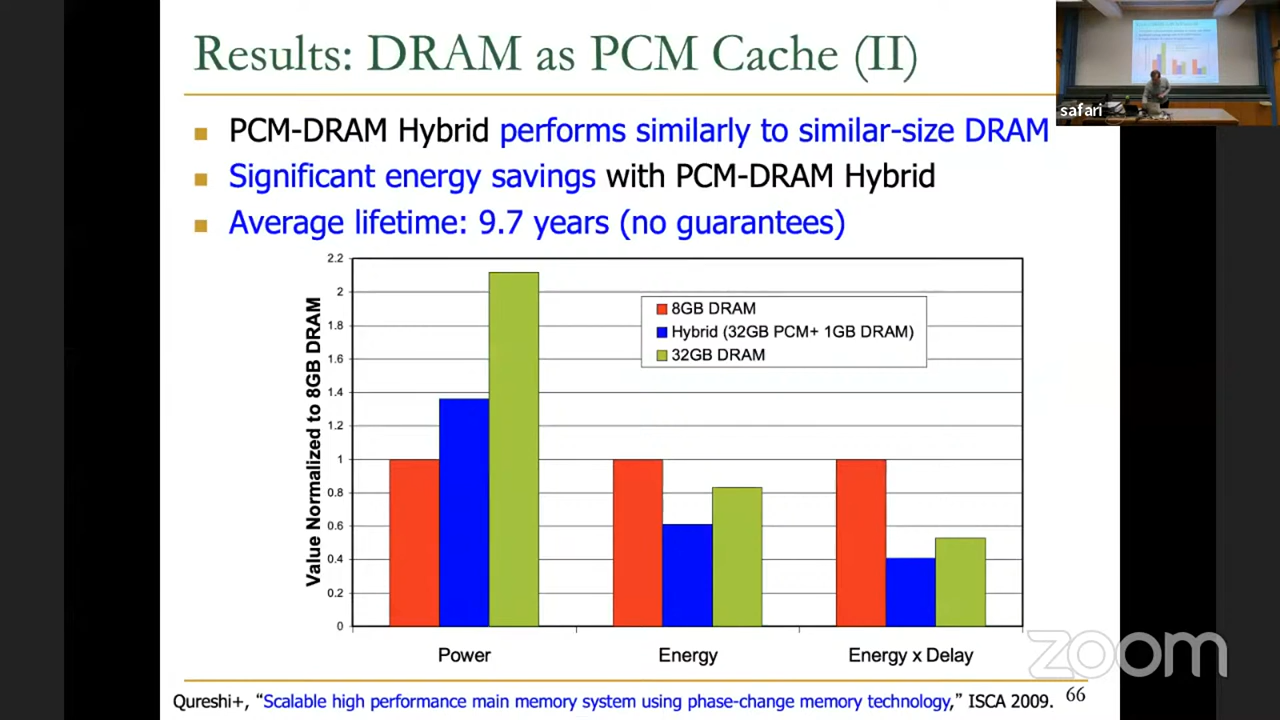 Results: DRAM as PCM Cache (II)
safari
PCM-DRAM Hybrid performs similarly to similar-size DRAM
Significant energy savings with PCM-DRAM Hybrid
Average lifetime: 9.7 years (no guarantees)
Value Normalized to 8GB DRAM
2.2
2
1.8
1.6
1.4
1.2
1
0.8
0.6
0.4
0.2
0
8GB DRAM
Hybrid (32GB PCM+ 1GB DRAM)
32GB DRAM
Power
Energy
Energy x Delay
zoom
Qureshi+, “Scalable high performance main memory system using phase-change memory technology,” ISCA 2009.
66